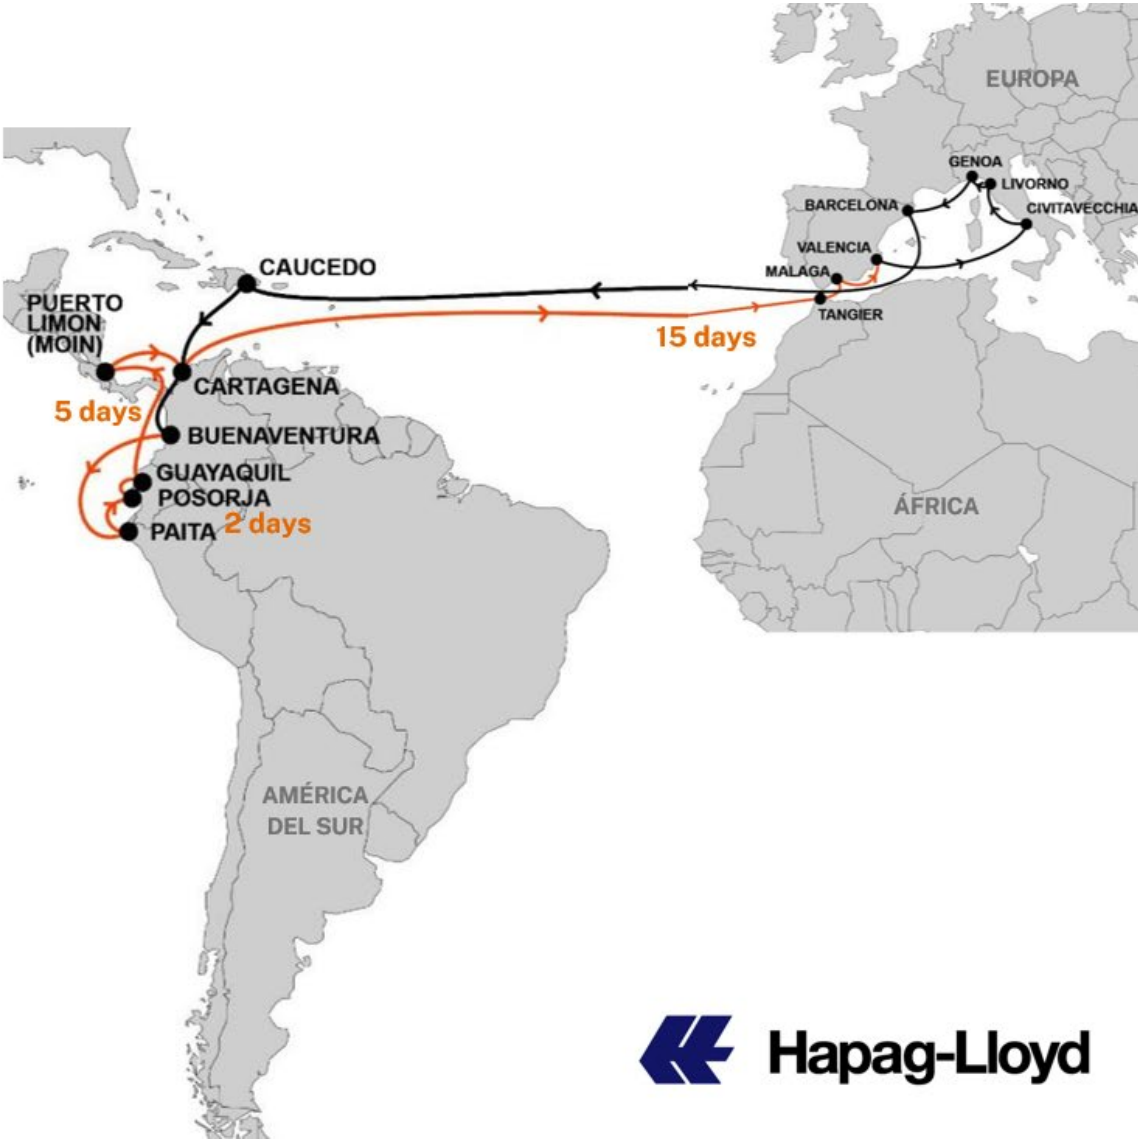 EUROPA
GENOA
LIVORNO
BARCELONA
CIVITAVECCHIA
VALENCIA
MALAGA
TANGIER
CAUCEDO
PUERTO
LIMON
(MOIN)
15 days
CARTAGENA
5 days
BUENAVENTURA
GUAYAQUIL
POSORJA
2 days
PAITA
ÁFRICA
AMÉRICA
DEL SUR
Hapag-Lloyd